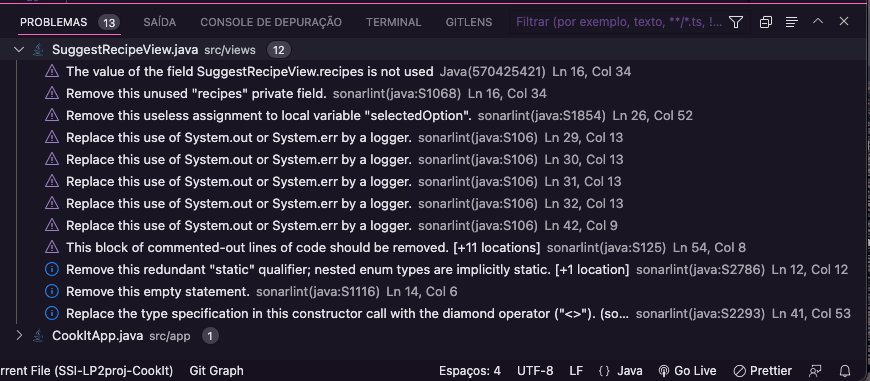 PROBLEMAS 13 SAÍDA CONSOLE DE DEPURAÇÃO TERMINAL GITLENS Filtrar (por exemplo, texto, **/*.ts, !...
SuggestRecipeView.java src/views 12
The value of the field SuggestRecipeView.recipes is not used Java(570425421) Ln 16, Col 34
Remove this unused "recipes" private field. sonarlint(java:S1068) Ln 16, Col 34
Remove this useless assignment to local variable "selectedOption". sonarlint(java:S1854) Ln 26, Col 52
Replace this use of System.out or System.err by a logger. sonarlint(java:S106) Ln 29, Col 13
Replace this use of System.out or System.err by a logger. sonarlint(java:S106) Ln 30, Col 13
Replace this use of System.out or System.err by a logger. sonarlint(java:S106) Ln 31, Col 13
Replace this use of System.out or System.err by a logger. sonarlint(java:S106) Ln 32, Col 13
Replace this use of System.out or System.err by a logger. sonarlint(java:S106) Ln 42, Col 9
This block of commented-out lines of code should be removed. [+11 locations] sonarlint(java:S125) Ln 54, Col 8
Remove this redundant "static" qualifier; nested enum types are implicitly static. [+1 location] sonarlint(java:S2786) Ln 12, Col 12
Remove this empty statement. sonarlint(java:S1116) Ln 14, Col 6
Replace the type specification in this constructor call with the diamond operator ("<>"). (so... sonarlint(java:S2293) Ln 41, Col 53
CookItApp.java src/app 1
rrent File (SSI-LP2proj-CookIt) Git Graph Espaços: 4 UTF-8 LF {} Java Go Live Prettier